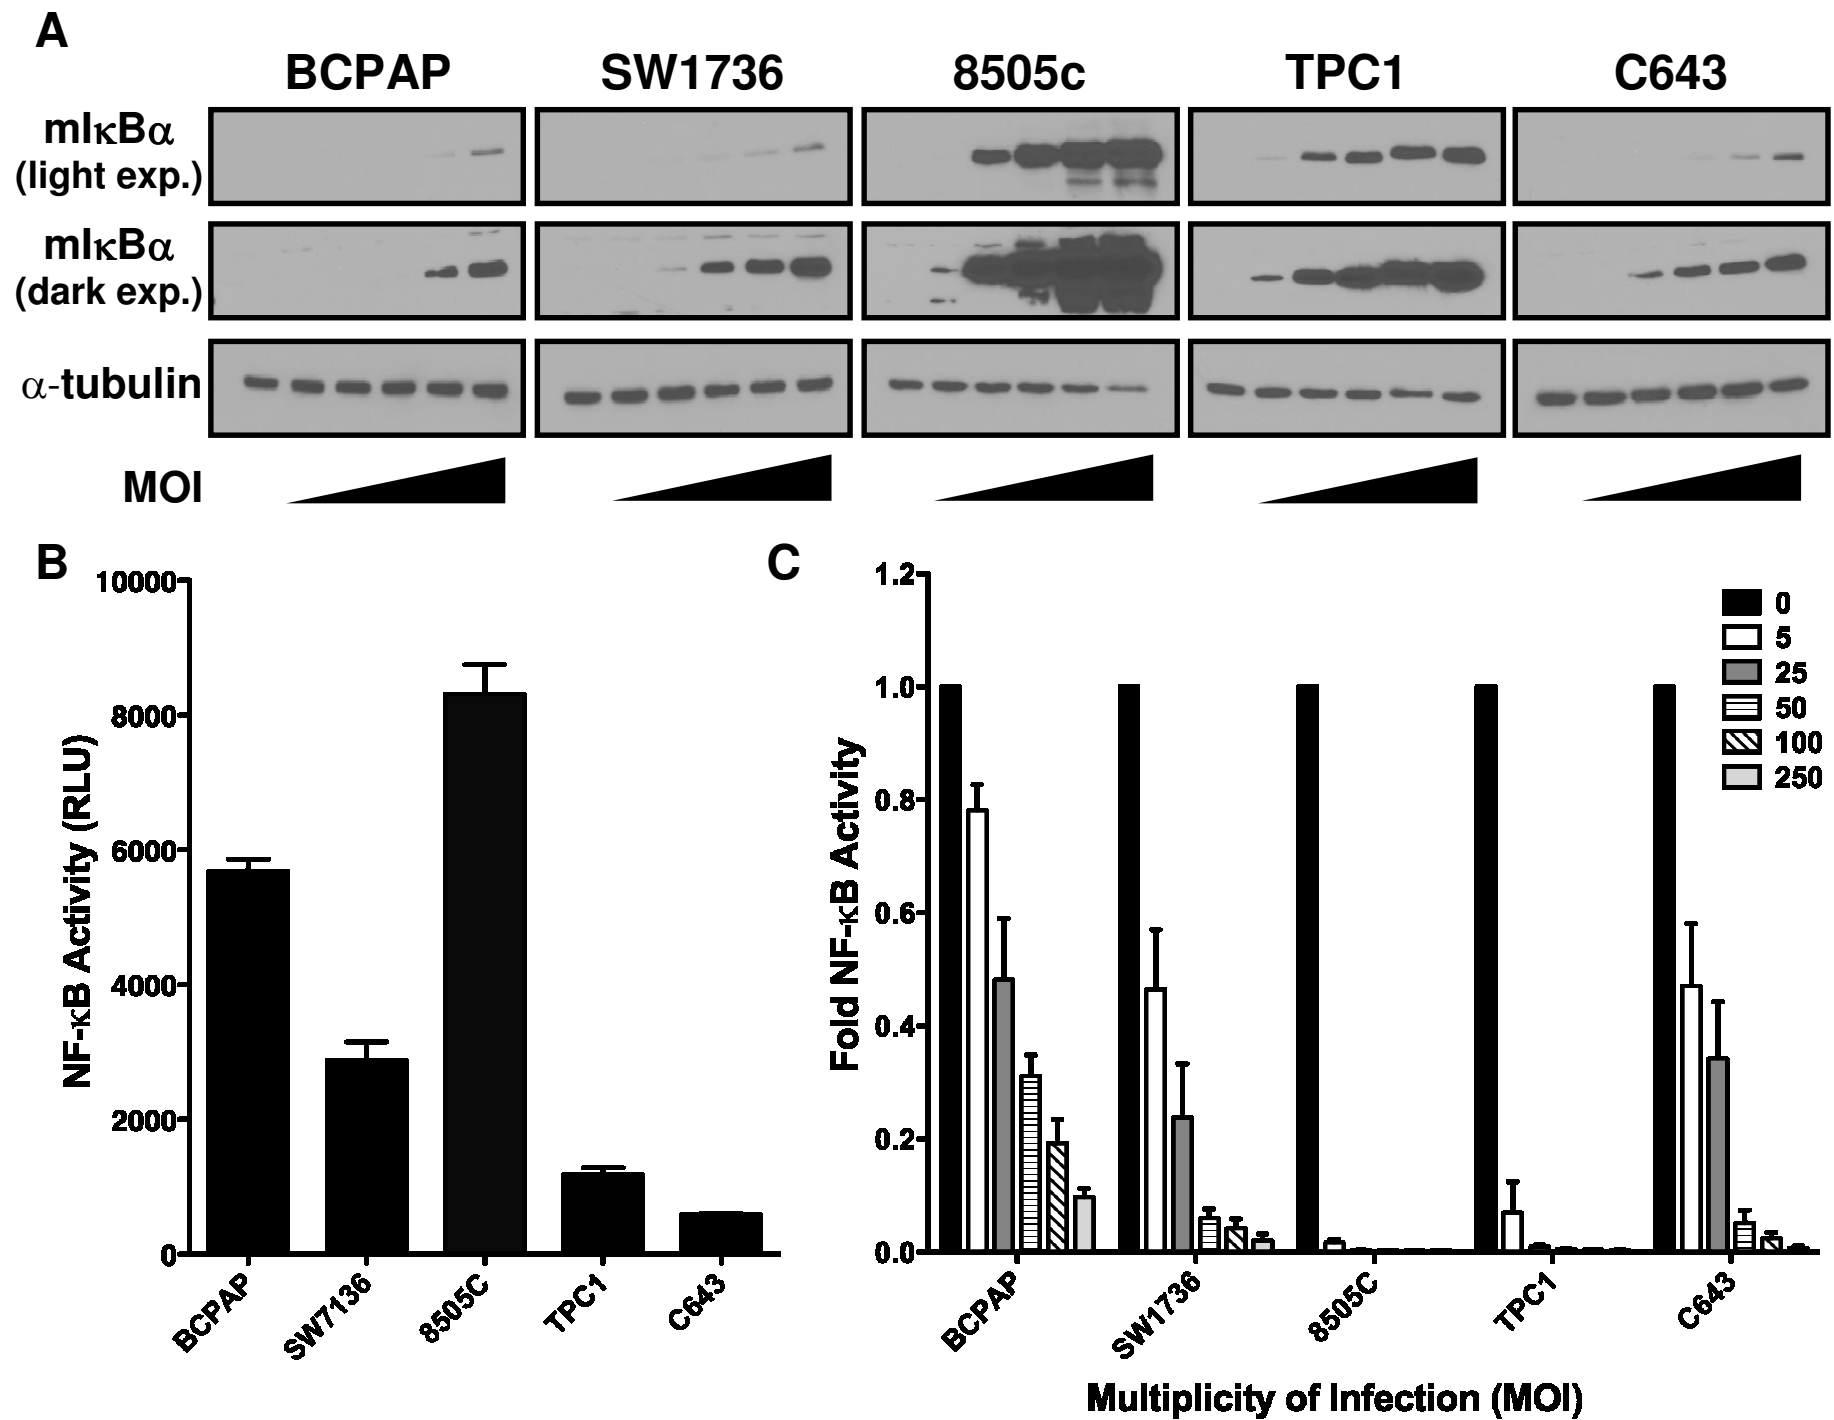 A
BCPAP SW1736 8505c TPC1 C643
mIκBα
(light exp.)
mIκBα
(dark exp.)
α-tubulin
MOI
B
10000
8000
6000
4000
2000
0
NF-κB Activity (RLU)
BCPAP SW7136 8505C TPC1 C643
C
1.2
1.0
0.8
0.6
0.4
0.2
0.0
Fold NF-κB Activity
0
5
25
50
100
250
BCPAP SW1736 8505C TPC1 C643
Multiplicity of Infection (MOI)